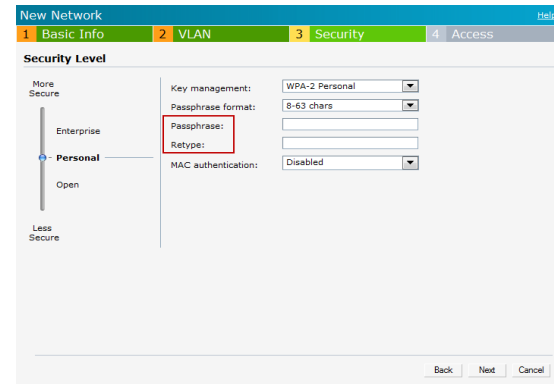 New Network Help
1 Basic Info 2 VLAN 3 Security 4 Access
Security Level
More
Secure
Enterprise
Personal
Open
Less
Secure
Key management: WPA-2 Personal
Passphrase format: 8-63 chars
Passphrase:
Retype:
MAC authentication: Disabled
Back Next Cancel